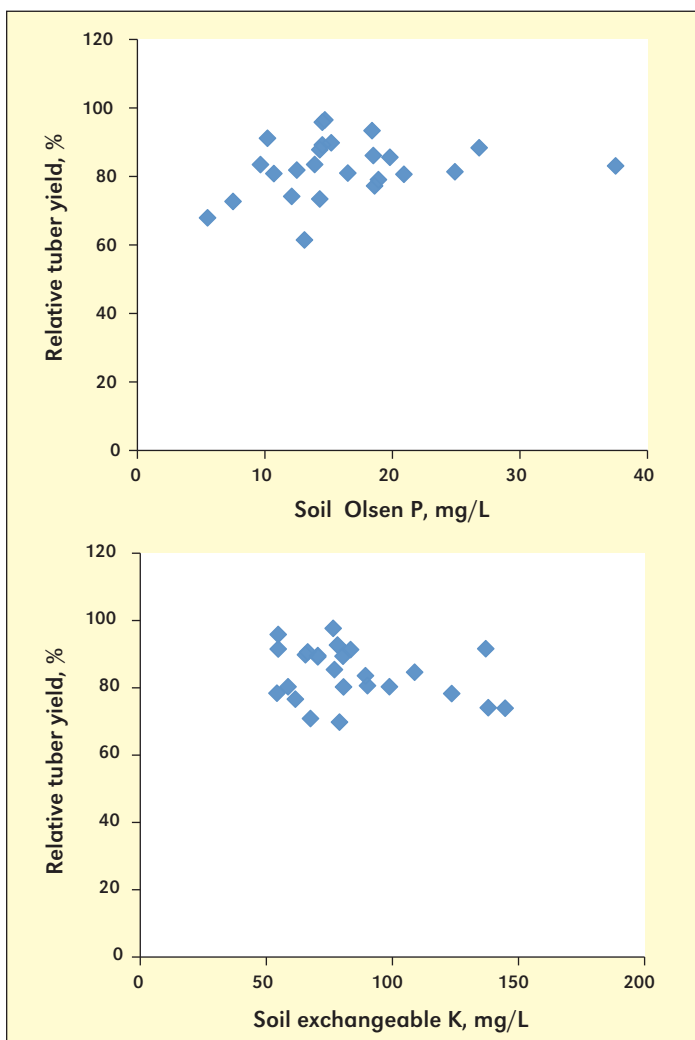 120
100
80
60
40
20
0
0 10 20 30 40
Relative tuber yield, %
Soil Olsen P, mg/L
120
100
80
60
40
20
0
0 50 100 150 200
Relative tuber yield, %
Soil exchangeable K, mg/L